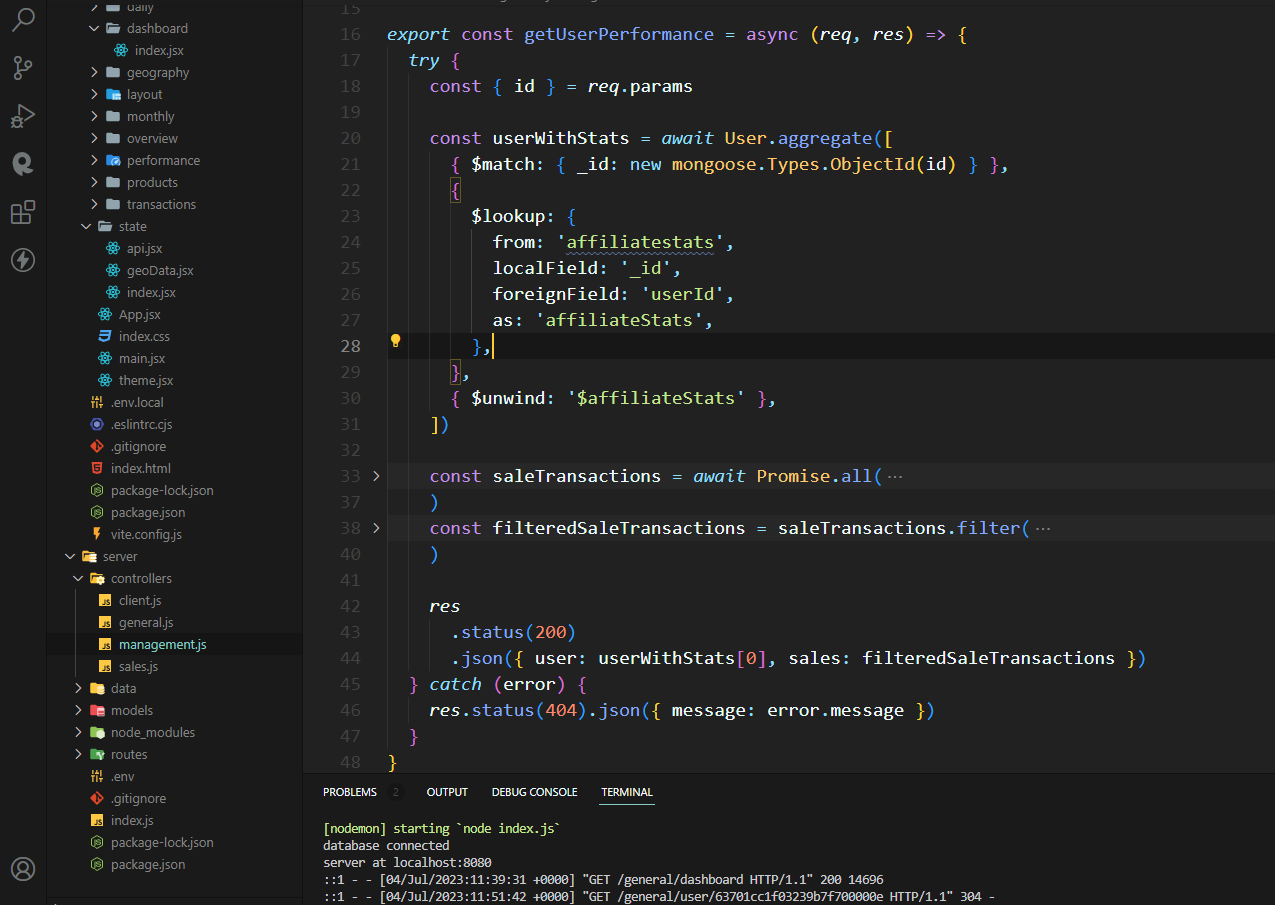 daily
dashboard
index.jsx
geography
layout
monthly
overview
performance
products
transactions
state
api.jsx
geoData.jsx
index.jsx
App.jsx
index.css
main.jsx
theme.jsx
.env.local
.eslintrc.cjs
.gitignore
index.html
package-lock.json
package.json
vite.config.js
server
controllers
client.js
general.js
management.js
sales.js
data
models
node_modules
routes
.env
.gitignore
index.js
package-lock.json
package.json
15
16 export const getUserPerformance = async (req, res) => {
17 try {
18 const { id } = req.params
19
20 const userWithStats = await User.aggregate([
21 { $match: { _id: new mongoose.Types.ObjectId(id) } },
22 {
23 $lookup: {
24 from: 'affiliatestats',
25 localField: '_id',
26 foreignField: 'userId',
27 as: 'affiliateStats',
28 },
29 },
30 { $unwind: '$affiliateStats' },
31 ])
32
33 const saleTransactions = await Promise.all( ...
37 )
38 const filteredSaleTransactions = saleTransactions.filter( ...
40 )
41
42 res
43 .status(200)
44 .json({ user: userWithStats[0], sales: filteredSaleTransactions })
45 } catch (error) {
46 res.status(404).json({ message: error.message })
47 }
48 }
PROBLEMS 2 OUTPUT DEBUG CONSOLE TERMINAL
[nodemon] starting `node index.js`
database connected
server at localhost:8080
::1 - - [04/Jul/2023:11:39:31 +0000] "GET /general/dashboard HTTP/1.1" 200 14696
::1 - - [04/Jul/2023:11:51:42 +0000] "GET /general/user/63701cc1f03239b7f700000e HTTP/1.1" 304 -